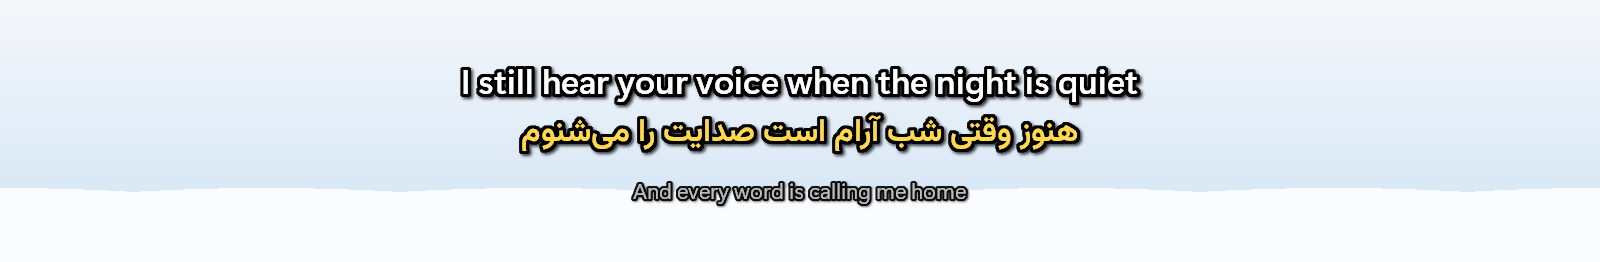 I still hear your voice when the night is quiet
هنوز وقتی شب آرام است صدایت را می‌شنوم
And every word is calling me home